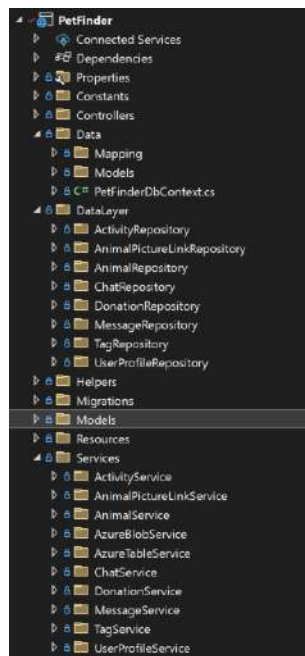 PetFinder
Connected Services
Dependencies
Properties
Constants
Controllers
Data
Mapping
Models
C# PetFinderDbContext.cs
DataLayer
ActivityRepository
AnimalPictureLinkRepository
AnimalRepository
ChatRepository
DonationRepository
MessageRepository
TagRepository
UserProfileRepository
Helpers
Migrations
Models
Resources
Services
ActivityService
AnimalPictureLinkService
AnimalService
AzureBlobService
AzureTableService
ChatService
DonationService
MessageService
TagService
UserProfileService